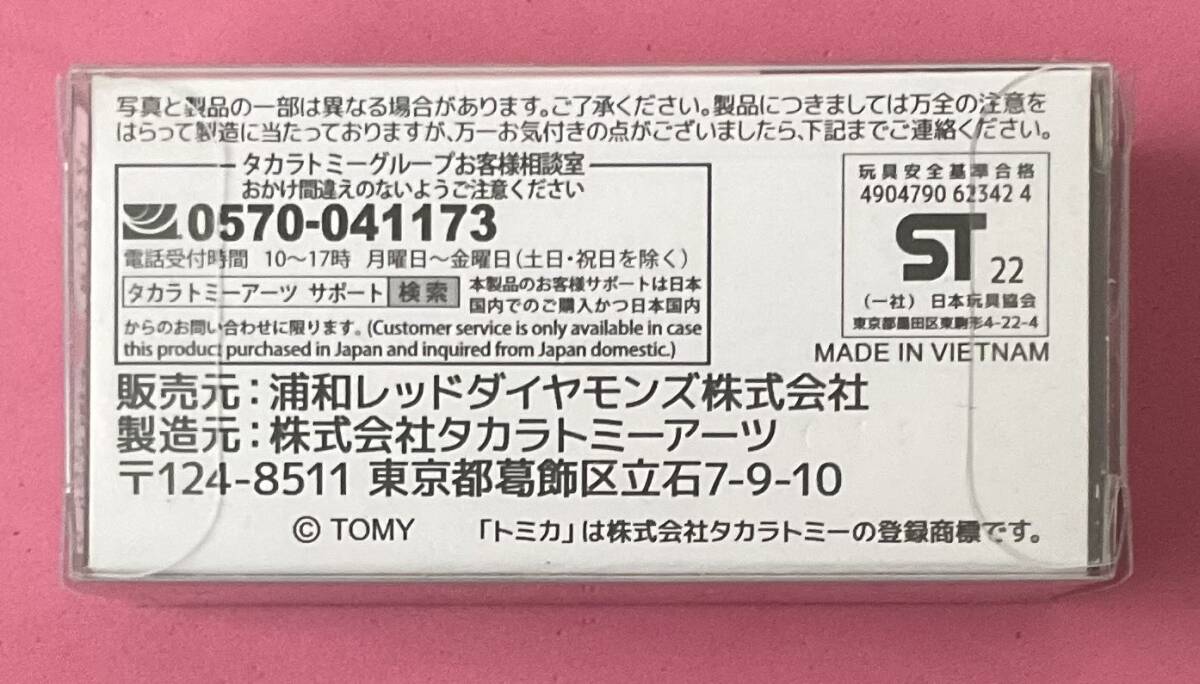 写真と製品の一部は異なる場合があります。ご了承ください。製品につきましては万全の注意を
はらって製造に当たっておりますが、万一お気付きの点がございましたら、下記までご連絡ください。
タカラトミーグループお客様相談室
おかけ間違えのないようご注意ください
0570-041173
電話受付時間 10〜17時 月曜日〜金曜日(土日・祝日を除く)
タカラトミーアーツ サポート 検索
本製品のお客様サポートは日本
国内でのご購入かつ日本国内
からのお問い合わせに限ります。(Customer service is only available in case
this product purchased in Japan and inquired from Japan domestic.)
玩具安全基準合格
4904790 62342 4
ST 22
(一社) 日本玩具協会
東京都墨田区東駒形4-22-4
MADE IN VIETNAM
販売元:浦和レッドダイヤモンズ株式会社
製造元:株式会社タカラトミーアーツ
〒124-8511 東京都葛飾区立石7-9-10
© TOMY 「トミカ」は株式会社タカラトミーの登録商標です。